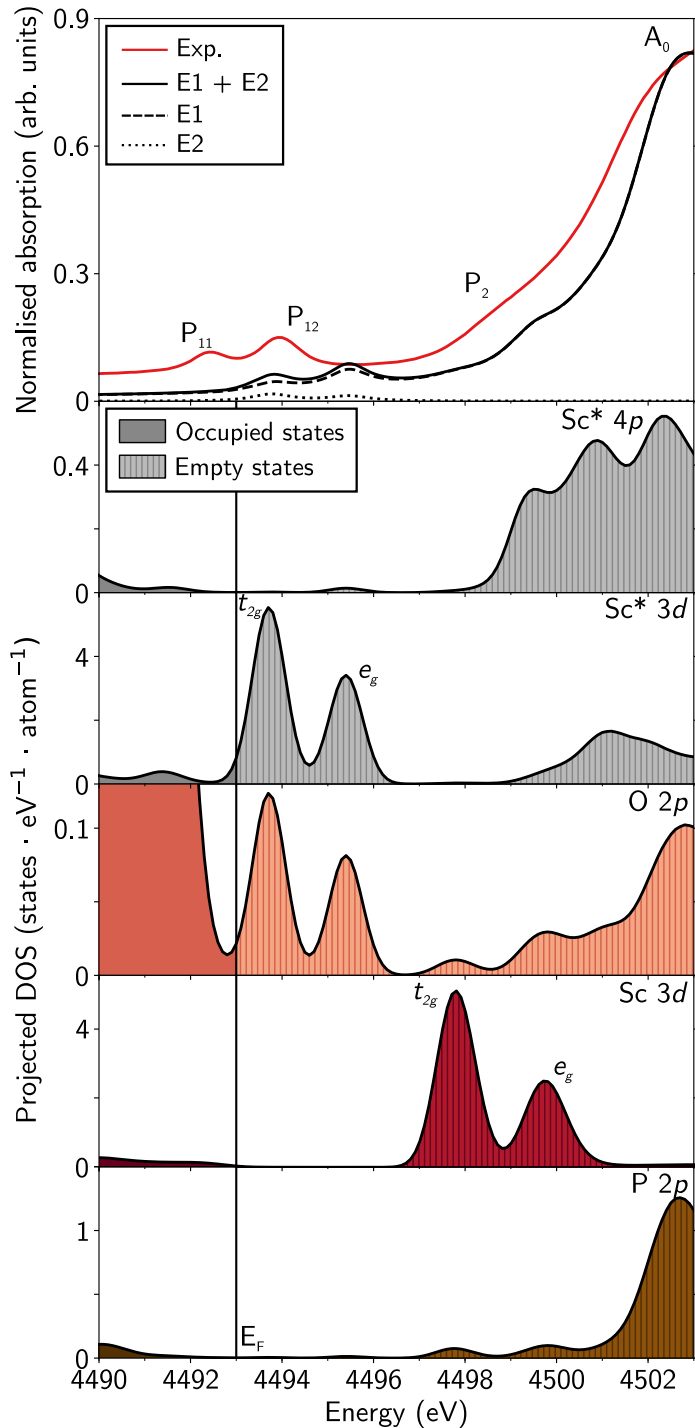 Normalised absorption (arb. units)
0.9
0.6
0.3
0
Exp.
E1 + E2
E1
E2
P₁₁
P₁₂
P₂
A₀
Projected DOS (states · eV⁻¹ · atom⁻¹)
Occupied states
Empty states
Sc* 4p
0.4
0
Sc* 3d
t₂g
e_g
4
0
O 2p
0.1
0
Sc 3d
t₂g
e_g
4
0
P 2p
1
0
E_F
4490 4492 4494 4496 4498 4500 4502
Energy (eV)